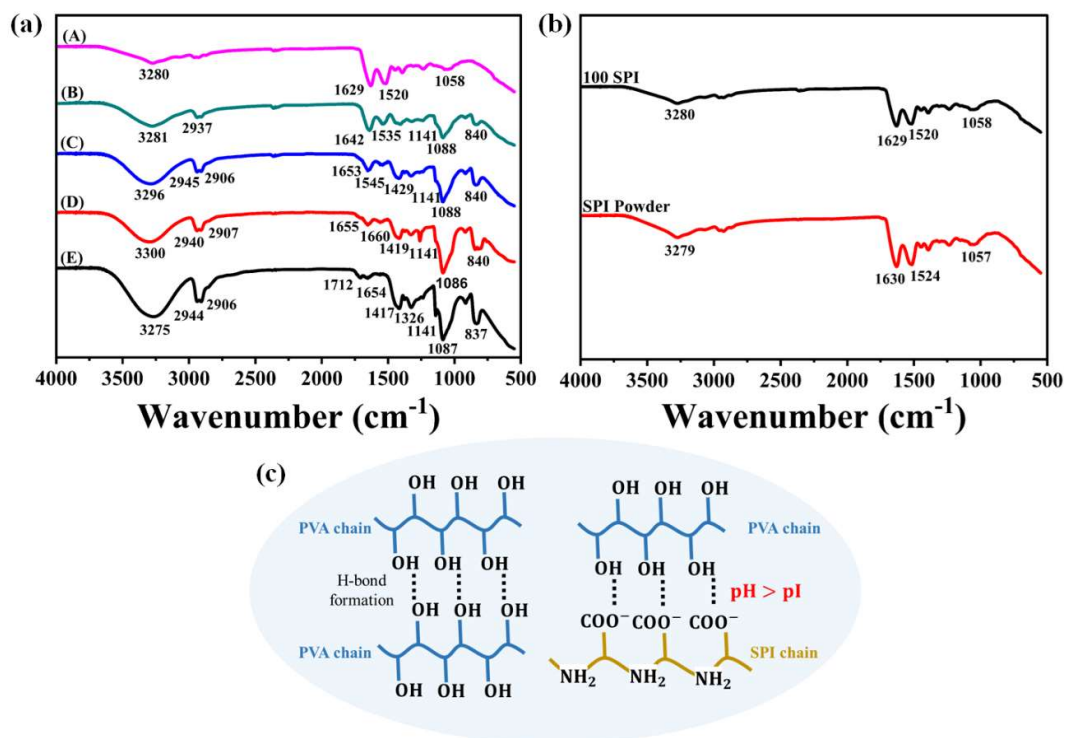 (a)
(A)
3280
1629
1520
1058
(B)
3281
2937
1642
1535
1141
1088
840
(C)
3296
2945
2906
1653
1545
1429
1141
1088
840
(D)
3300
2940
2907
1655
1660
1419
1141
1086
840
(E)
3275
2944
2906
1712
1654
1417
1326
1141
1087
837
4000 3500 3000 2500 2000 1500 1000 500
Wavenumber (cm⁻¹)
(b)
100 SPI
3280
1629
1520
1058
SPI Powder
3279
1630
1524
1057
4000 3500 3000 2500 2000 1500 1000 500
Wavenumber (cm⁻¹)
(c)
OH OH OH
PVA chain
OH OH OH
H-bond
formation
OH OH OH
PVA chain
OH OH OH
OH OH OH
PVA chain
OH OH OH
pH > pI
COO⁻ COO⁻ COO⁻
SPI chain
NH₂ NH₂ NH₂